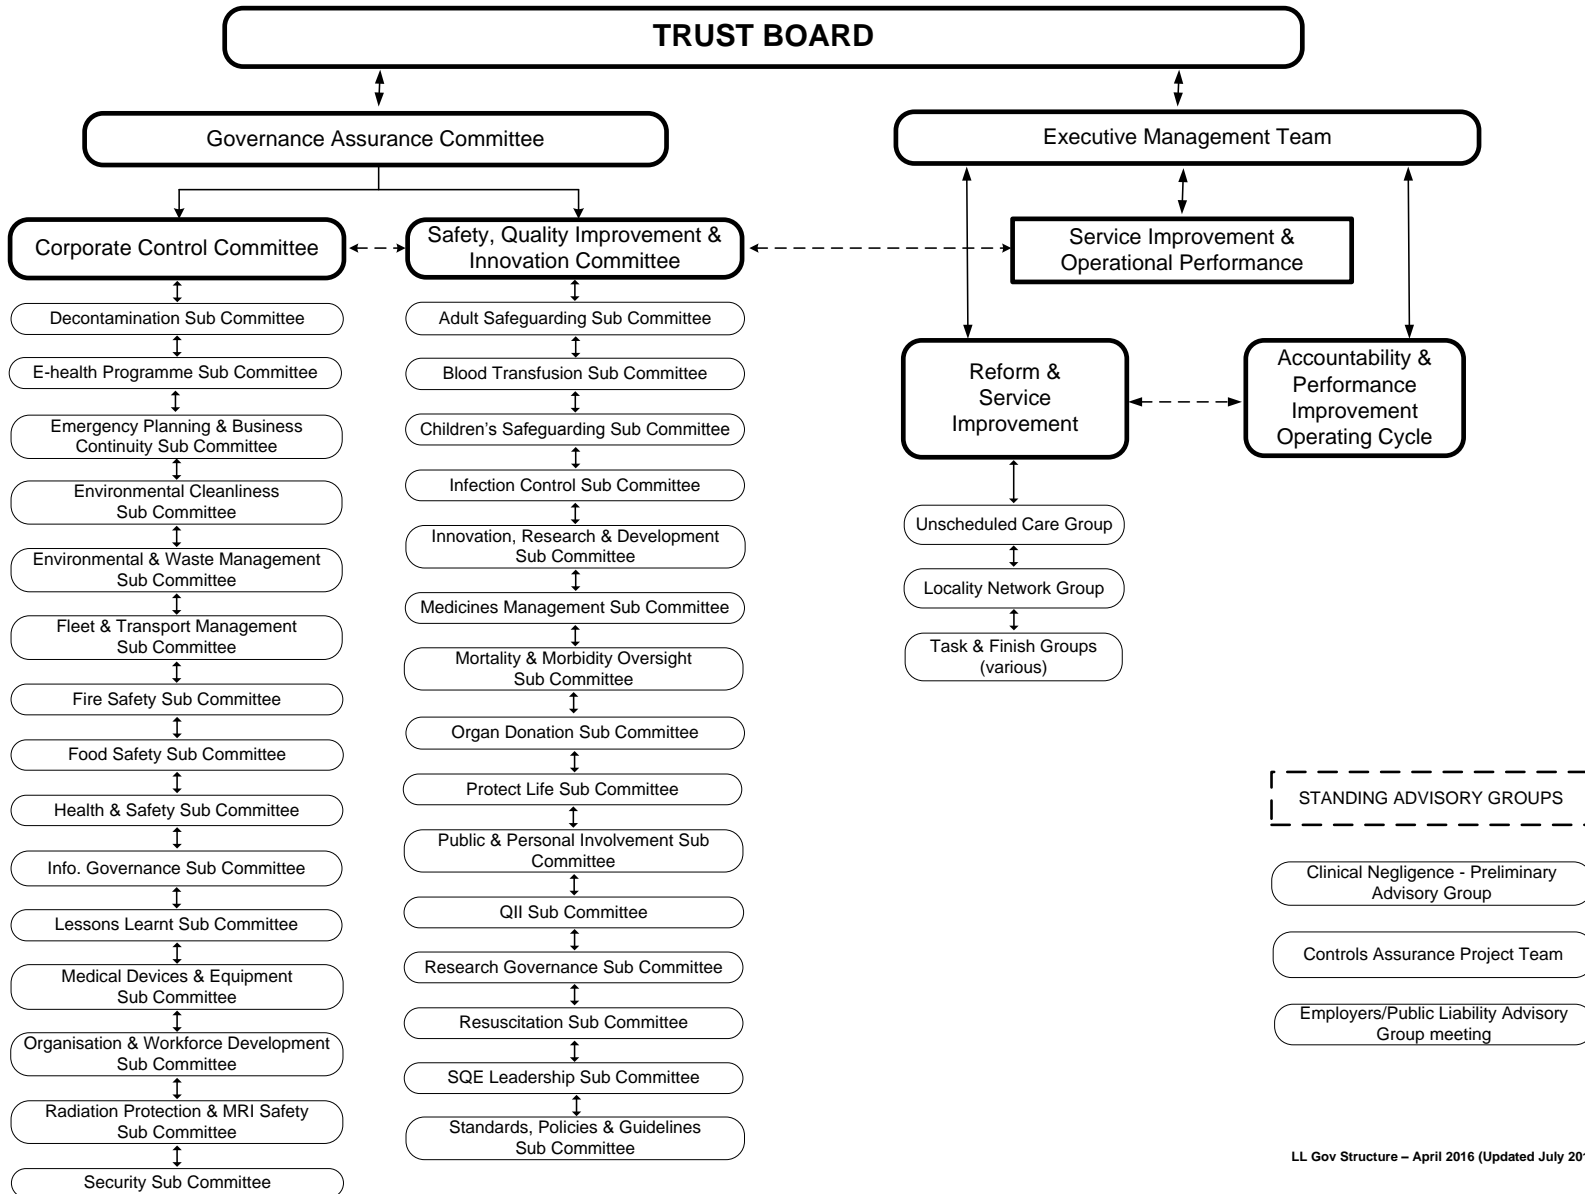 TRUST BOARD
Governance Assurance Committee
Executive Management Team
Corporate Control Committee
Safety, Quality Improvement &
Innovation Committee
Service Improvement &
Operational Performance
Decontamination Sub Committee
E-health Programme Sub Committee
Emergency Planning & Business
Continuity Sub Committee
Environmental Cleanliness
Sub Committee
Environmental & Waste Management
Sub Committee
Fleet & Transport Management
Sub Committee
Fire Safety Sub Committee
Food Safety Sub Committee
Health & Safety Sub Committee
Info. Governance Sub Committee
Lessons Learnt Sub Committee
Medical Devices & Equipment
Sub Committee
Organisation & Workforce Development
Sub Committee
Radiation Protection & MRI Safety
Sub Committee
Security Sub Committee
Adult Safeguarding Sub Committee
Blood Transfusion Sub Committee
Children's Safeguarding Sub Committee
Infection Control Sub Committee
Innovation, Research & Development
Sub Committee
Medicines Management Sub Committee
Mortality & Morbidity Oversight
Sub Committee
Organ Donation Sub Committee
Protect Life Sub Committee
Public & Personal Involvement Sub
Committee
QII Sub Committee
Research Governance Sub Committee
Resuscitation Sub Committee
SQE Leadership Sub Committee
Standards, Policies & Guidelines
Sub Committee
Reform &
Service
Improvement
Accountability &
Performance
Improvement
Operating Cycle
Unscheduled Care Group
Locality Network Group
Task & Finish Groups
(various)
STANDING ADVISORY GROUPS
Clinical Negligence - Preliminary
Advisory Group
Controls Assurance Project Team
Employers/Public Liability Advisory
Group meeting
LL Gov Structure – April 2016 (Updated July